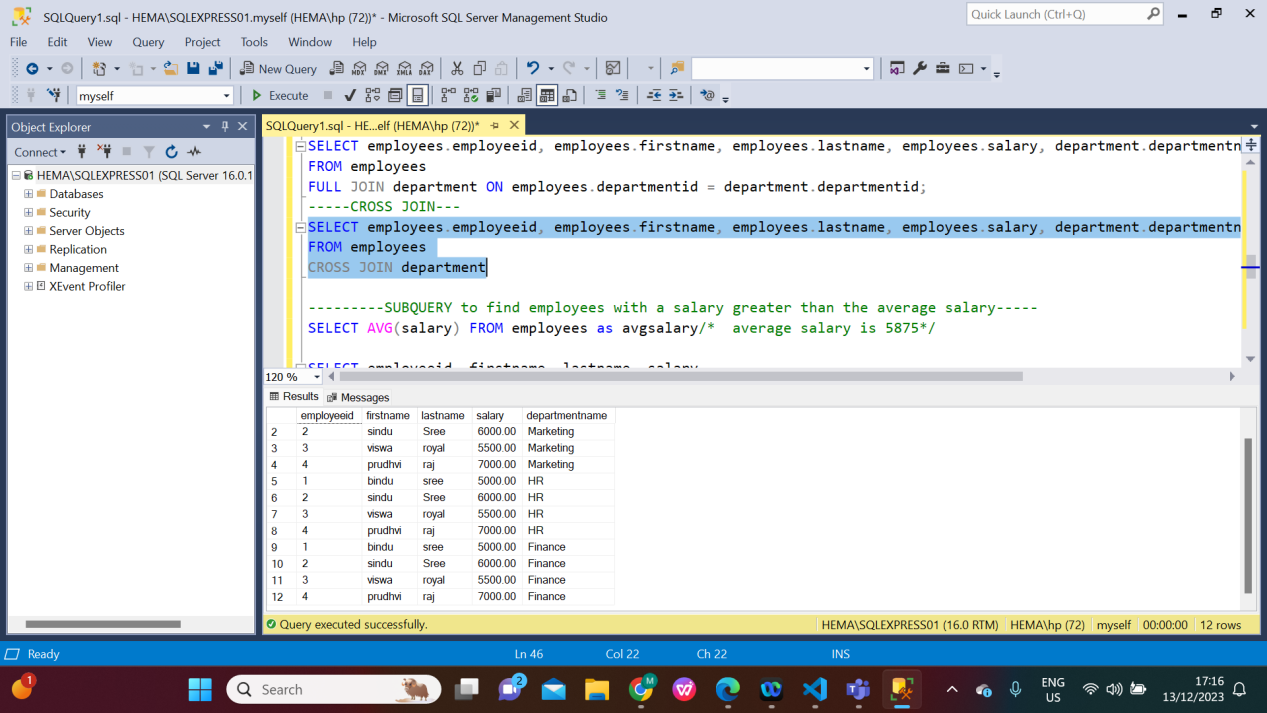 SQLQuery1.sql - HEMA\SQLEXPRESS01.myself (HEMA\hp (72))* - Microsoft SQL Server Management Studio
Quick Launch (Ctrl+Q)
File Edit View Query Project Tools Window Help
New Query MDX DMX XMLA DAX
myself Execute
Object Explorer
SQLQuery1.sql - HE...elf (HEMA\hp (72))*
Connect
HEMA\SQLEXPRESS01 (SQL Server 16.0.1
Databases
Security
Server Objects
Replication
Management
XEvent Profiler
SELECT employees.employeeid, employees.firstname, employees.lastname, employees.salary, department.departmentn
FROM employees
FULL JOIN department ON employees.departmentid = department.departmentid;
-----CROSS JOIN---
SELECT employees.employeeid, employees.firstname, employees.lastname, employees.salary, department.departmentn
FROM employees
CROSS JOIN department
---------SUBQUERY to find employees with a salary greater than the average salary-----
SELECT AVG(salary) FROM employees as avgsalary/*  average salary is 5875*/
SELECT employeeid, firstname, lastname, salary
120 %
Results Messages
employeeid firstname lastname salary departmentname
2 2 sindu Sree 6000.00 Marketing
3 3 viswa royal 5500.00 Marketing
4 4 prudhvi raj 7000.00 Marketing
5 1 bindu sree 5000.00 HR
6 2 sindu Sree 6000.00 HR
7 3 viswa royal 5500.00 HR
8 4 prudhvi raj 7000.00 HR
9 1 bindu sree 5000.00 Finance
10 2 sindu Sree 6000.00 Finance
11 3 viswa royal 5500.00 Finance
12 4 prudhvi raj 7000.00 Finance
Query executed successfully.
HEMA\SQLEXPRESS01 (16.0 RTM) HEMA\hp (72) myself 00:00:00 12 rows
Ready Ln 46 Col 22 Ch 22 INS
1
Search
2
M
ENG
US
17:16
13/12/2023